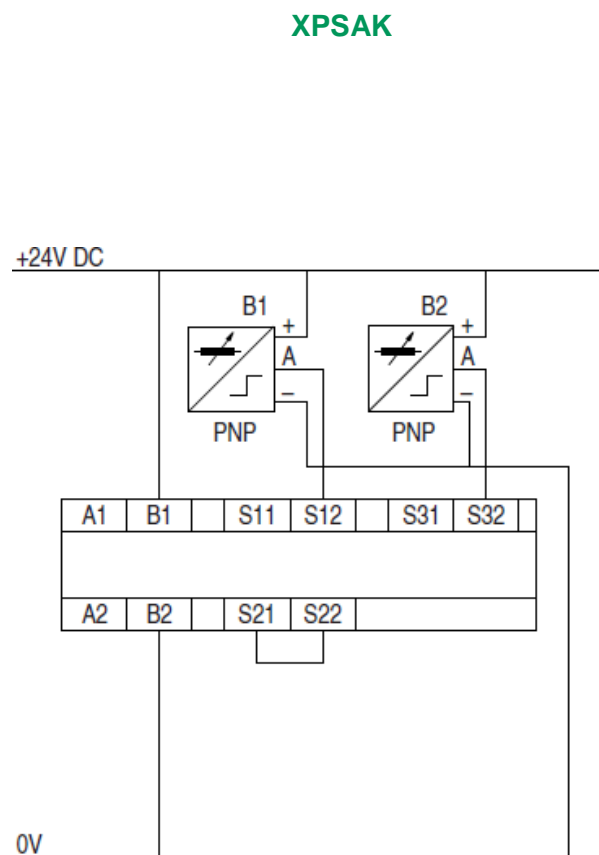 XPSAK
+24V DC
B1
B2
+
+
A
A
–
–
PNP
PNP
A1 B1 S11 S12 S31 S32
A2 B2 S21 S22
0V